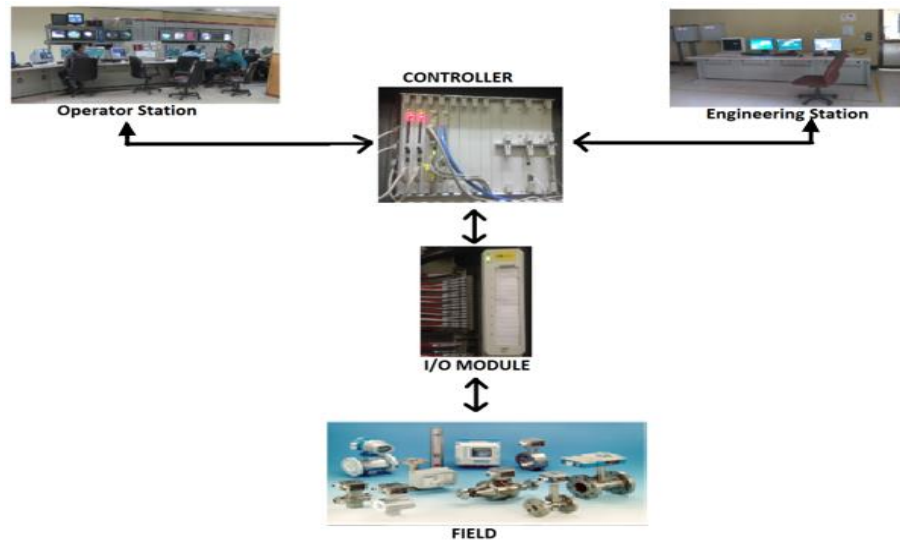 CONTROLLER
Operator Station
Engineering Station
I/O MODULE
FIELD